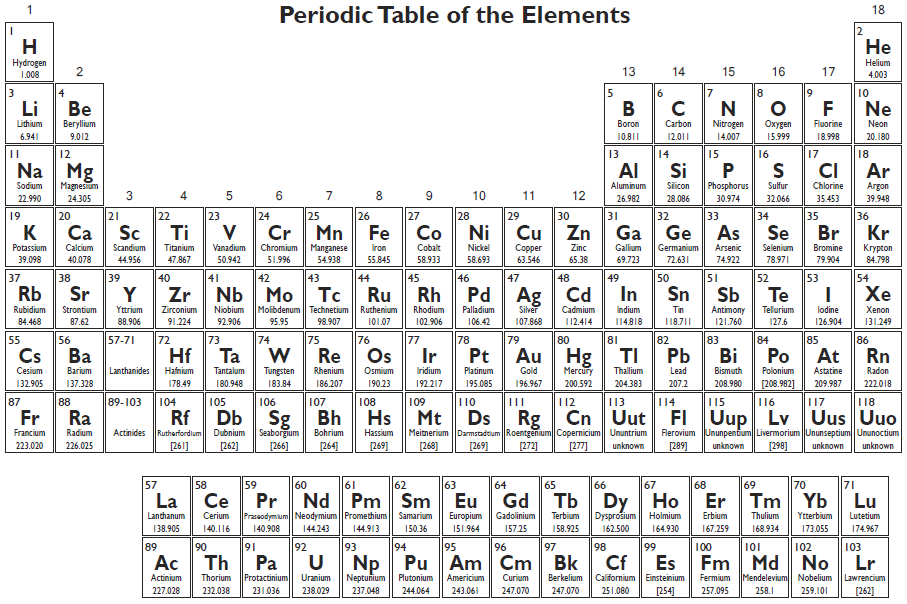 Periodic Table of the Elements
1 18
1 2
H He
Hydrogen Helium
1.008 4.003
2 13 14 15 16 17
3 4 5 6 7 8 9 10
Li Be B C N O F Ne
Lithium Beryllium Boron Carbon Nitrogen Oxygen Fluorine Neon
6.941 9.012 10.811 12.011 14.007 15.999 18.998 20.180
11 12 13 14 15 16 17 18
Na Mg Al Si P S Cl Ar
Sodium Magnesium Aluminum Silicon Phosphorus Sulfur Chlorine Argon
22.990 24.305 26.982 28.086 30.974 32.066 35.453 39.948
3 4 5 6 7 8 9 10 11 12
19 20 21 22 23 24 25 26 27 28 29 30 31 32 33 34 35 36
K Ca Sc Ti V Cr Mn Fe Co Ni Cu Zn Ga Ge As Se Br Kr
Potassium Calcium Scandium Titanium Vanadium Chromium Manganese Iron Cobalt Nickel Copper Zinc Gallium Germanium Arsenic Selenium Bromine Krypton
39.098 40.078 44.956 47.867 50.942 51.996 54.938 55.845 58.933 58.693 63.546 65.38 69.723 72.631 74.922 78.971 79.904 84.798
37 38 39 40 41 42 43 44 45 46 47 48 49 50 51 52 53 54
Rb Sr Y Zr Nb Mo Tc Ru Rh Pd Ag Cd In Sn Sb Te I Xe
Rubidium Strontium Yttrium Zirconium Niobium Molibdenum Technetium Ruthenium Rhodium Palladium Silver Cadmium Indium Tin Antimony Tellurium Iodine Xenon
84.468 87.62 88.906 91.224 92.906 95.95 98.907 101.07 102.906 106.42 107.868 112.414 114.818 118.711 121.760 127.6 126.904 131.249
55 56 57-71 72 73 74 75 76 77 78 79 80 81 82 83 84 85 86
Cs Ba Hf Ta W Re Os Ir Pt Au Hg Tl Pb Bi Po At Rn
Cesium Barium Lanthanides Hafnium Tantalum Tungsten Rhenium Osmium Iridium Platinum Gold Mercury Thallium Lead Bismuth Polonium Astatine Radon
132.905 137.328 178.49 180.948 183.84 186.207 190.23 192.217 195.085 196.967 200.592 204.383 207.2 208.980 [208.982] 209.987 222.018
87 88 89-103 104 105 106 107 108 109 110 111 112 113 114 115 116 117 118
Fr Ra Rf Db Sg Bh Hs Mt Ds Rg Cn Uut Fl Uup Lv Uus Uuo
Francium Radium Actinides Rutherfordium Dubnium Seaborgium Bohrium Hassium Meitnerium Darmstadtium Roentgenium Copernicium Ununtrium Flerovium Ununpentium Livermorium Ununseptium Ununoctium
223.020 226.025 [261] [262] [266] [264] [269] [268] [269] [272] [277] unknown [289] unknown [298] unknown unknown
57 58 59 60 61 62 63 64 65 66 67 68 69 70 71
La Ce Pr Nd Pm Sm Eu Gd Tb Dy Ho Er Tm Yb Lu
Lanthanum Cerium Praseodymium Neodymium Promethium Samarium Europium Gadolinium Terbium Dysprosium Holmium Erbium Thulium Ytterbium Lutetium
138.905 140.116 140.908 144.243 144.913 150.36 151.964 157.25 158.925 162.500 164.930 167.259 168.934 173.055 174.967
89 90 91 92 93 94 95 96 97 98 99 100 101 102 103
Ac Th Pa U Np Pu Am Cm Bk Cf Es Fm Md No Lr
Actinium Thorium Protactinium Uranium Neptunium Plutonium Americium Curium Berkelium Californium Einsteinium Fermium Mendelevium Nobelium Lawrencium
227.028 232.038 231.036 238.029 237.048 244.064 243.061 247.070 247.070 251.080 [254] 257.095 258.1 259.101 [262]